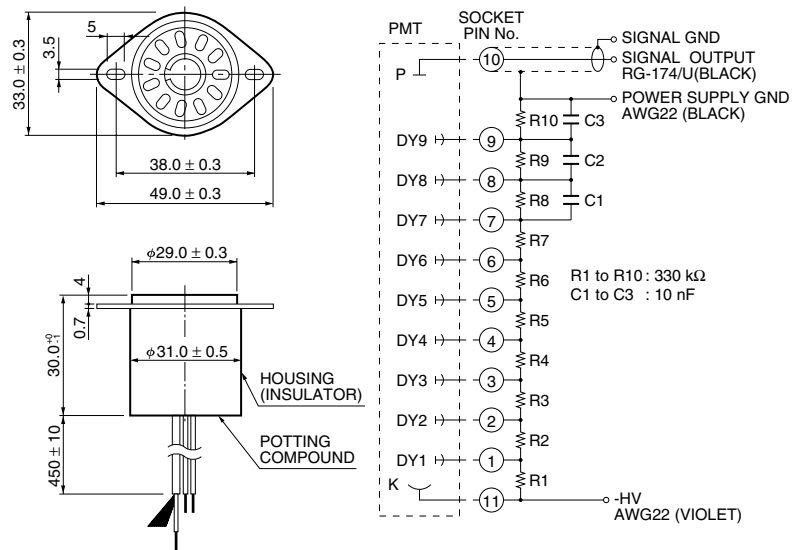 33.0 ± 0.3
3.5
5
38.0 ± 0.3
49.0 ± 0.3
φ29.0 ± 0.3
4
0.7
30.0 +0 -1
φ31.0 ± 0.5
450 ± 10
HOUSING
(INSULATOR)
POTTING
COMPOUND
PMT
SOCKET
PIN No.
SIGNAL GND
P
10
SIGNAL OUTPUT
RG-174/U(BLACK)
POWER SUPPLY GND
AWG22 (BLACK)
R10
C3
DY9
9
R9
C2
DY8
8
R8
C1
DY7
7
R7
DY6
6
R6
DY5
5
R5
DY4
4
R4
DY3
3
R3
DY2
2
R2
DY1
1
R1
K
11
-HV
AWG22 (VIOLET)
R1 to R10 : 330 kΩ
C1 to C3 : 10 nF